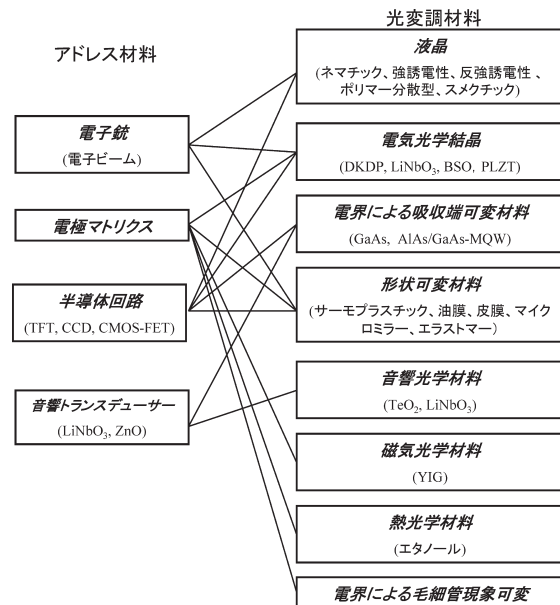 アドレス材料
電子銃
(電子ビーム)
電極マトリクス
半導体回路
(TFT, CCD, CMOS-FET)
音響トランスデューサー
(LiNbO3, ZnO)
光変調材料
液晶
(ネマチック、強誘電性、反強誘電性、
ポリマー分散型、スメクチック)
電気光学結晶
(DKDP, LiNbO3, BSO, PLZT)
電界による吸収端可変材料
(GaAs, AlAs/GaAs-MQW)
形状可変材料
(サーモプラスチック、油膜、皮膜、マイク
ロミラー、エラストマー)
音響光学材料
(TeO2, LiNbO3)
磁気光学材料
(YIG)
熱光学材料
(エタノール)
電界による毛細管現象可変